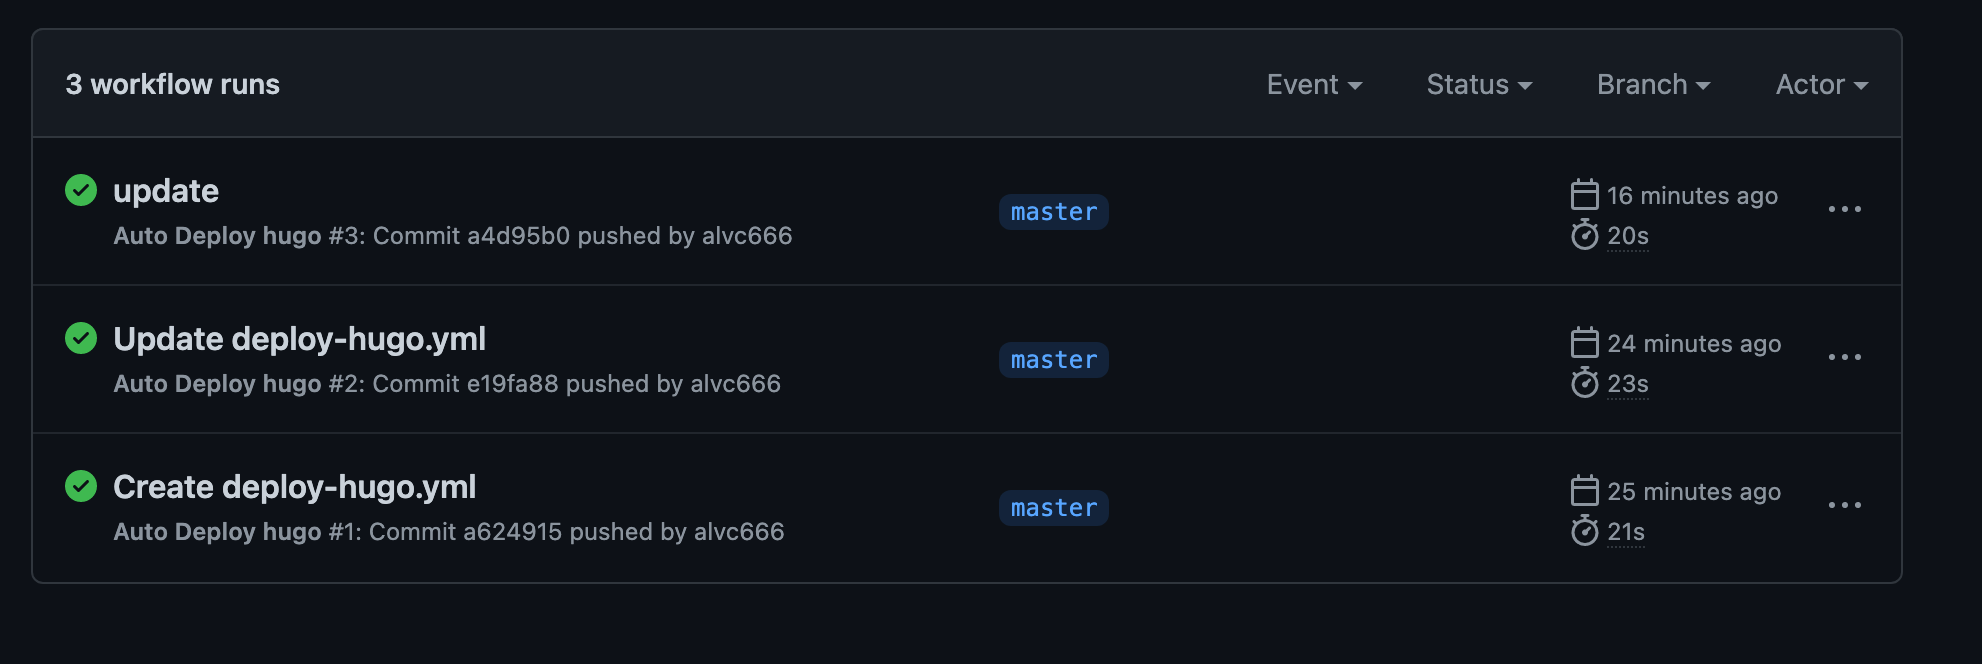 3 workflow runs Event Status Branch Actor
update
master
16 minutes ago
Auto Deploy hugo #3: Commit a4d95b0 pushed by alvc666
20s
Update deploy-hugo.yml
master
24 minutes ago
Auto Deploy hugo #2: Commit e19fa88 pushed by alvc666
23s
Create deploy-hugo.yml
master
25 minutes ago
Auto Deploy hugo #1: Commit a624915 pushed by alvc666
21s